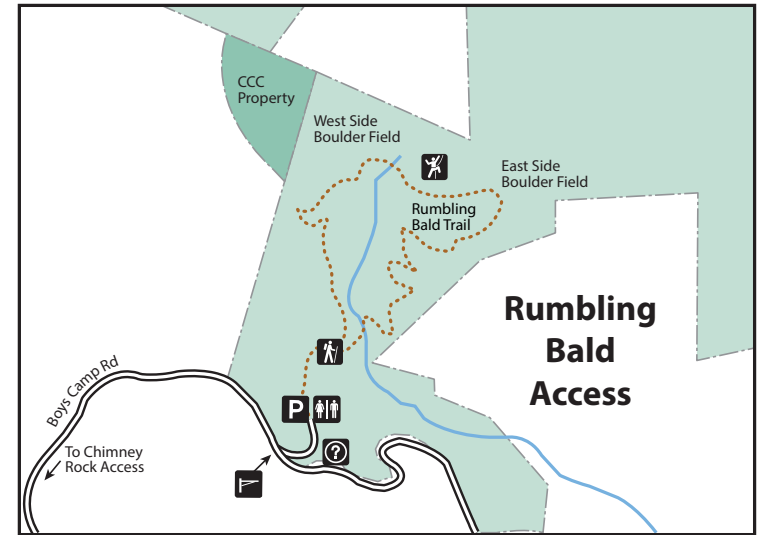 CCC
Property
West Side
Boulder Field
East Side
Boulder Field
Rumbling
Bald Trail
Rumbling
Bald
Access
Boys Camp Rd
P
?
To Chimney
Rock Access